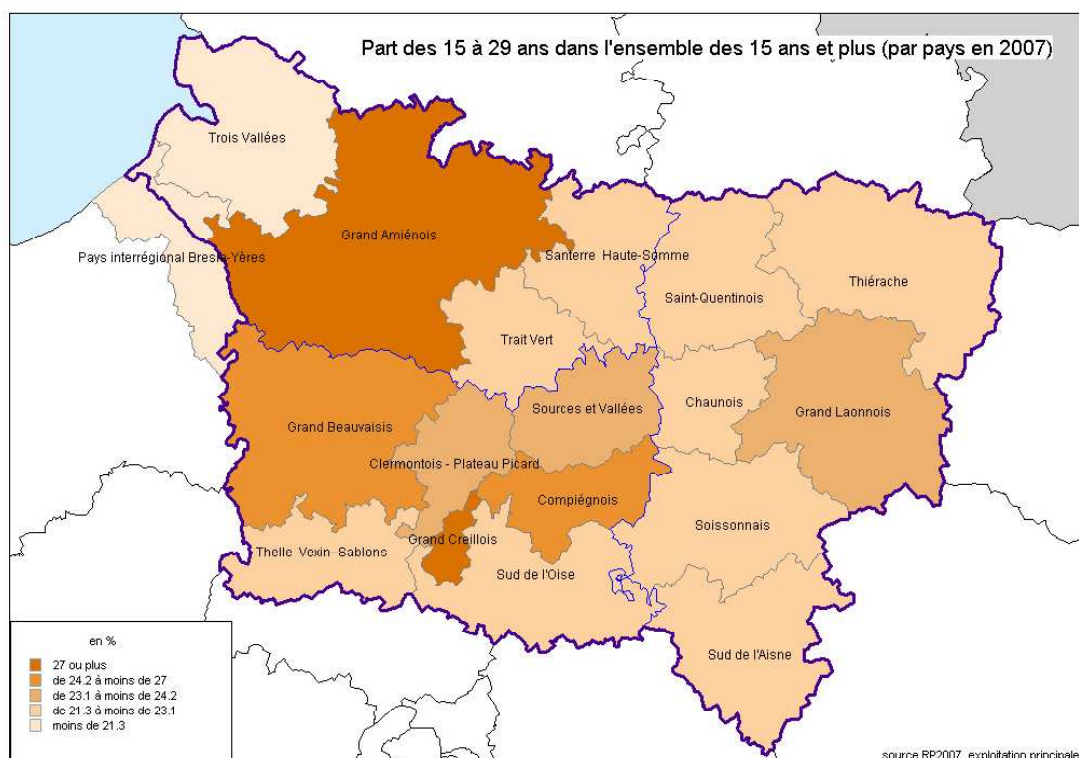 Part des 15 à 29 ans dans l'ensemble des 15 ans et plus (par pays en 2007)
Trois Vallées
Grand Amiénois
Pays interrégional Bresle-Yères
Santerre Haute-Somme
Thiérache
Saint-Quentinois
Trait Vert
Chaunois
Sources et Vallées
Grand Laonnois
Grand Beauvaisis
Clermontois - Plateau Picard
Compiégnois
Soissonnais
Grand Creillois
Thelle Vexin Sablons
Sud de l'Oise
Sud de l'Aisne
en %
27 ou plus
de 24.2 à moins de 27
de 23.1 à moins de 24.2
de 21.3 à moins de 23.1
moins de 21.3
source RP2007, exploitation principale